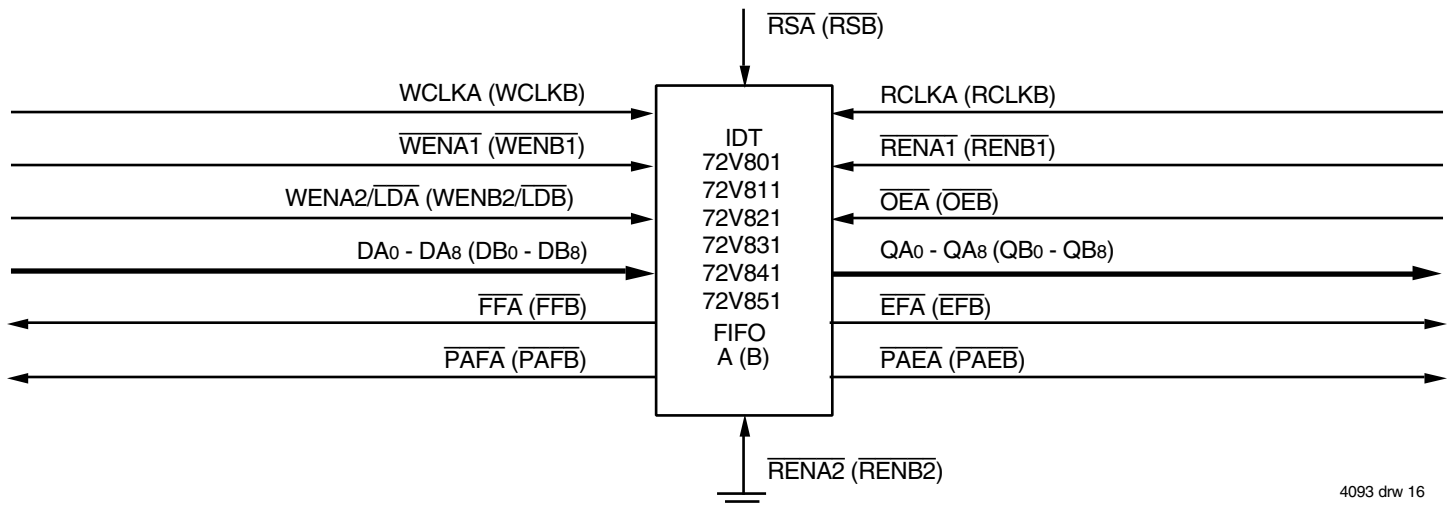 RSA (RSB)
WCLKA (WCLKB)
RCLKA (RCLKB)
WENA1 (WENB1)
RENA1 (RENB1)
WENA2/LDA (WENB2/LDB)
OEA (OEB)
DA0 - DA8 (DB0 - DB8)
QA0 - QA8 (QB0 - QB8)
FFA (FFB)
EFA (EFB)
PAFA (PAFB)
PAEA (PAEB)
IDT
72V801
72V811
72V821
72V831
72V841
72V851
FIFO
A (B)
RENA2 (RENB2)
4093 drw 16